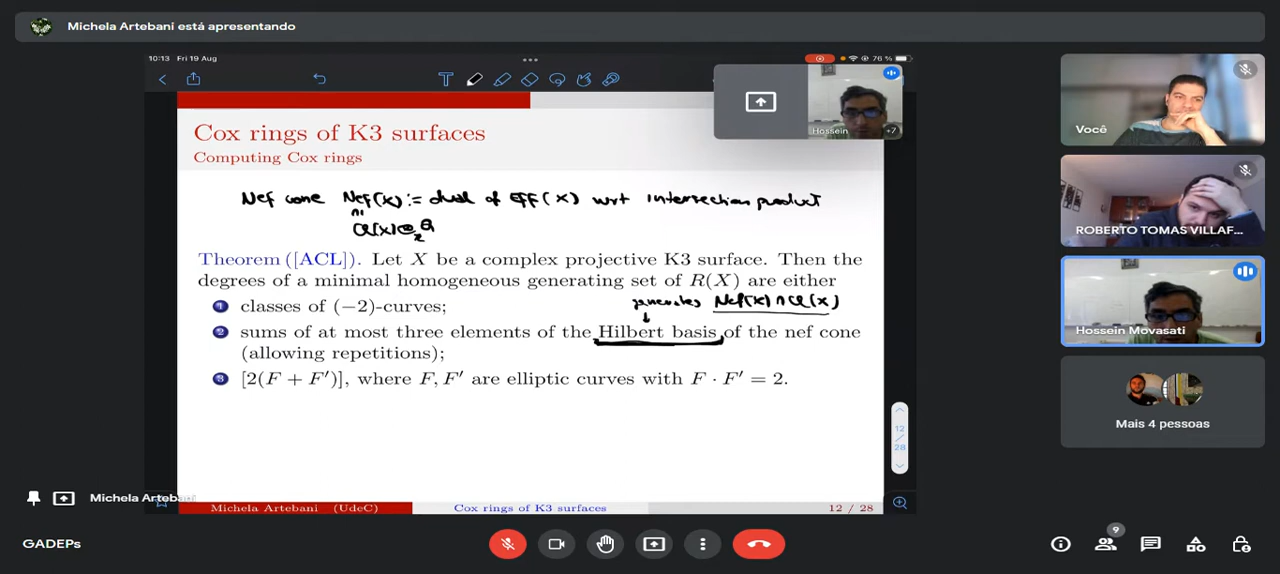 Michela Artebani está apresentando
10:13 Fri 19 Aug
76 %
Cox rings of K3 surfaces
Computing Cox rings
Hossein
+7
Nef cone Nef(X) := dual of Eff(X) wrt intersection product
Cl(X)⊗_Z Q
Theorem ([ACL]). Let X be a complex projective K3 surface. Then the
degrees of a minimal homogeneous generating set of R(X) are either
1 classes of (−2)-curves;
generates Nef(X) ∩ Cl(X)
2 sums of at most three elements of the Hilbert basis of the nef cone
(allowing repetitions);
3 [2(F + F′)], where F, F′ are elliptic curves with F · F′ = 2.
12
28
Michela Artebani
Michela Artebani (UdeC)
Cox rings of K3 surfaces
12 / 28
Você
ROBERTO TOMAS VILLAF...
Hossein Movasati
Mais 4 pessoas
GADEPs
9